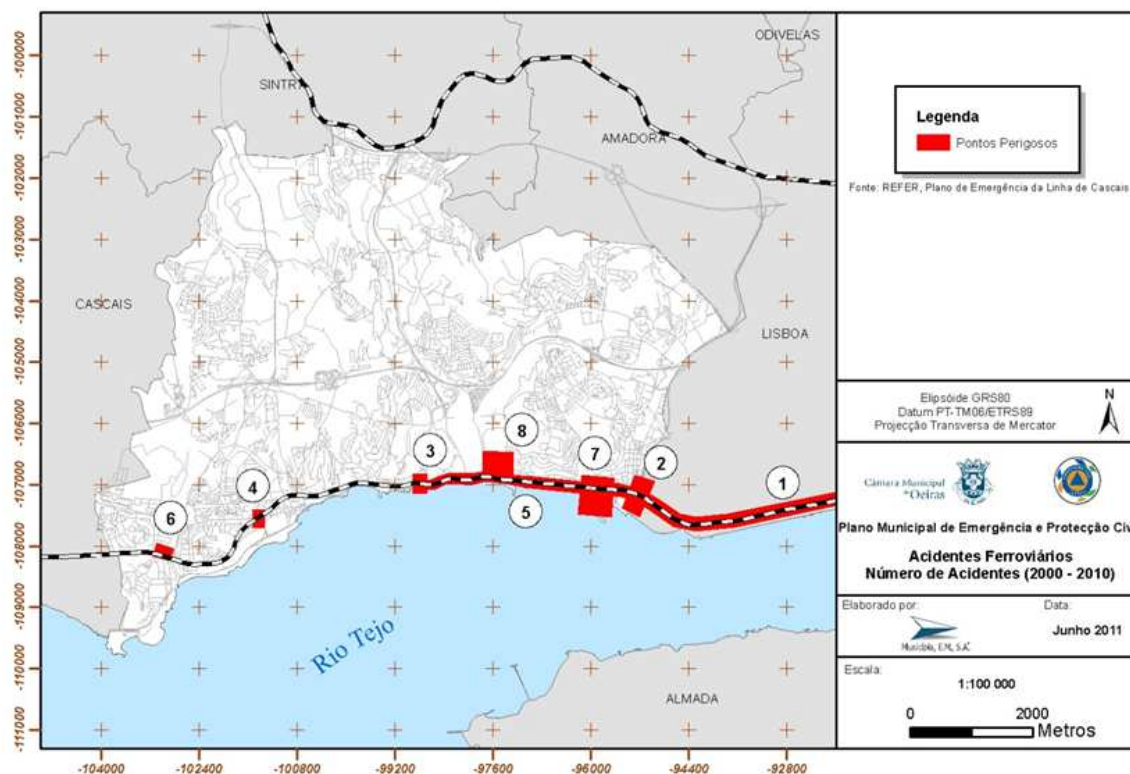 -100000
-101000
-102000
-103000
-104000
-105000
-106000
-107000
-108000
-109000
-110000
-111000
-104000
-102400
-100800
-99200
-97600
-96000
-94400
-92800
ODIVELAS
SINTR
AMADORA
CASCAIS
LISBOA
8
3
7
2
4
1
6
5
Rio Tejo
ALMADA
Legenda
Pontos Perigosos
Fonte: REFER, Plano de Emergência da Linha de Cascais
Elipsóide GRS80
Datum PT-TM06/ETRS89
Projecção Transversa de Mercator
N
Câmara Municipal
de Oeiras
Plano Municipal de Emergência e Protecção Civ
Acidentes Ferroviários
Número de Acidentes (2000 - 2010)
Elaborado por:
Município, E.M., S.A.
Data:
Junho 2011
Escala:
1:100 000
0 2000
Metros